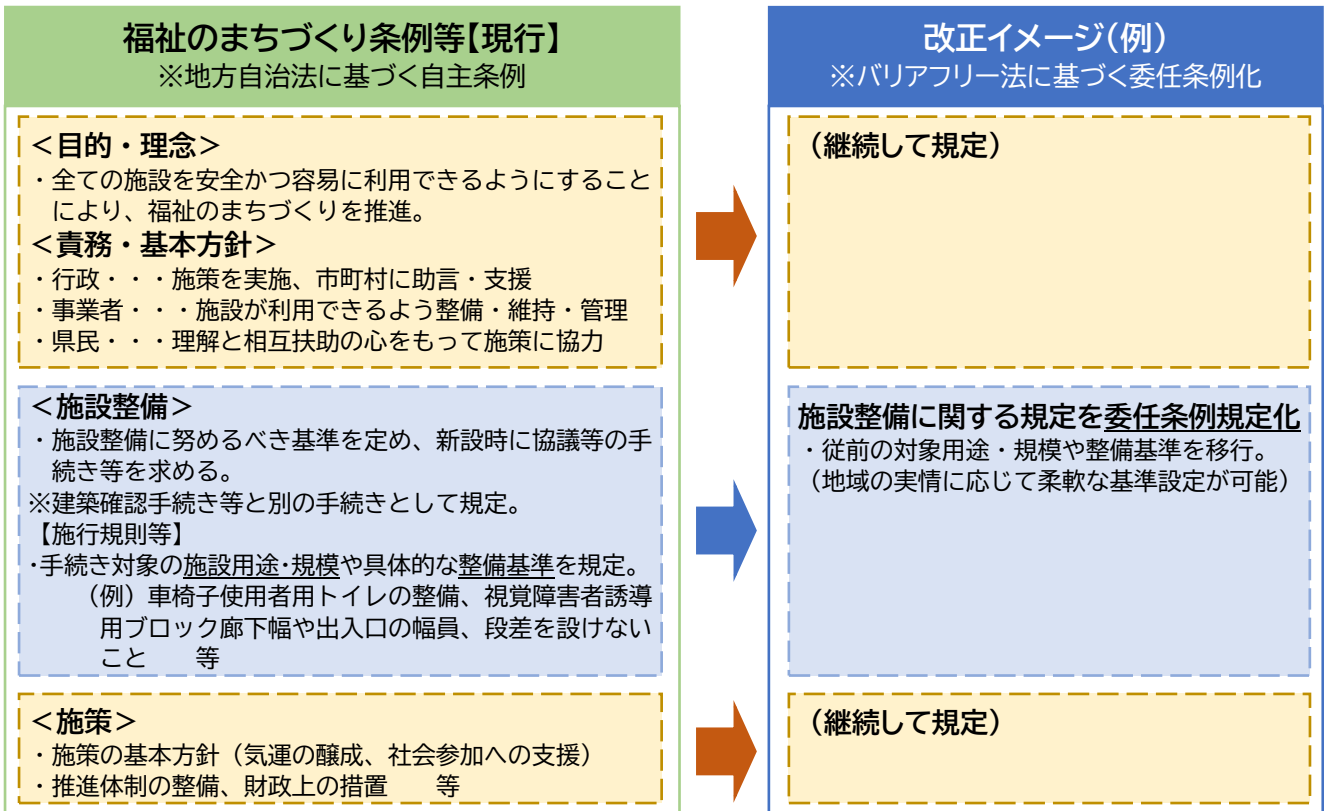 福祉のまちづくり条例等【現行】
※地方自治法に基づく自主条例
<目的・理念>
・全ての施設を安全かつ容易に利用できるようにすること
により、福祉のまちづくりを推進。
<責務・基本方針>
・行政・・・施策を実施、市町村に助言・支援
・事業者・・・施設が利用できるよう整備・維持・管理
・県民・・・理解と相互扶助の心をもって施策に協力
<施設整備>
・施設整備に努めるべき基準を定め、新設時に協議等の手
続き等を求める。
※建築確認手続き等と別の手続きとして規定。
【施行規則等】
・手続き対象の施設用途・規模や具体的な整備基準を規定。
(例)車椅子使用者用トイレの整備、視覚障害者誘導
用ブロック廊下幅や出入口の幅員、段差を設けない
こと 等
<施策>
・施策の基本方針(気運の醸成、社会参加への支援)
・推進体制の整備、財政上の措置 等
改正イメージ(例)
※バリアフリー法に基づく委任条例化
(継続して規定)
施設整備に関する規定を委任条例規定化
・従前の対象用途・規模や整備基準を移行。
(地域の実情に応じて柔軟な基準設定が可能)
(継続して規定)